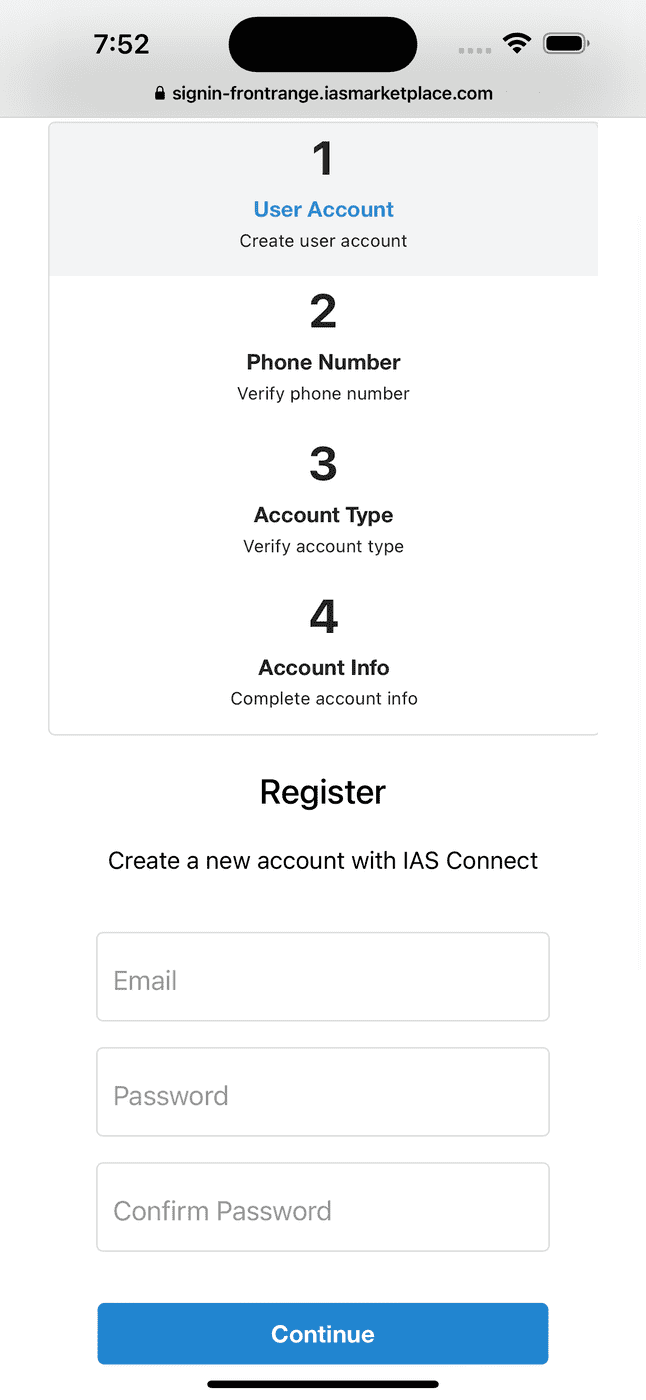 7:52
signin-frontrange.iasmarketplace.com
1
User Account
Create user account
2
Phone Number
Verify phone number
3
Account Type
Verify account type
4
Account Info
Complete account info
Register
Create a new account with IAS Connect
Email
Password
Confirm Password
Continue